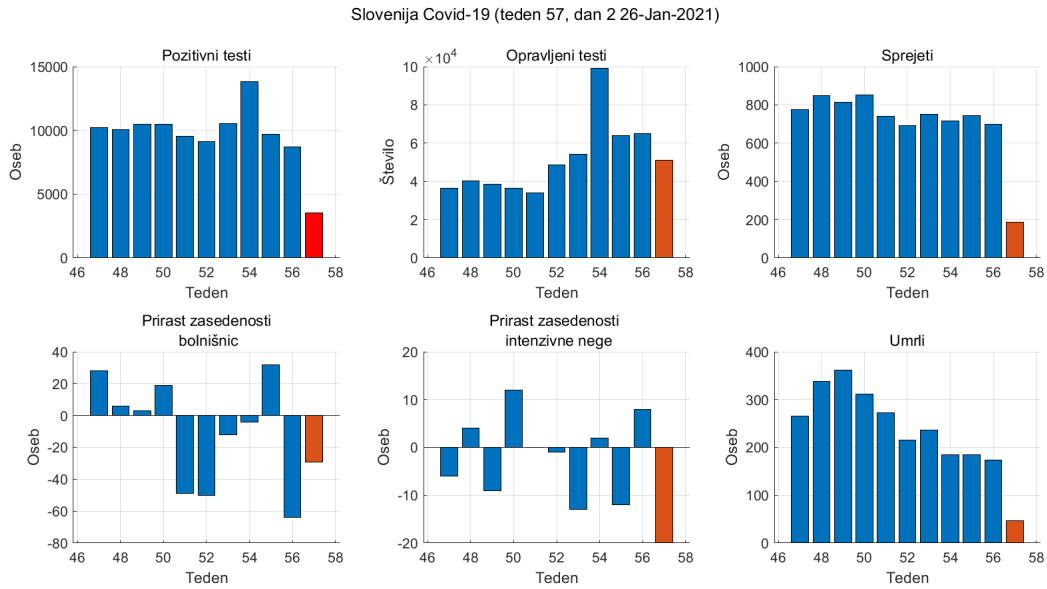 Slovenija Covid-19 (teden 57, dan 2 26-Jan-2021)
Pozitivni testi
15000
10000
5000
0
Oseb
46 48 50 52 54 56 58
Teden
Opravljeni testi
×10⁴
10
8
6
4
2
0
Število
46 48 50 52 54 56 58
Teden
Sprejeti
1000
800
600
400
200
0
Oseb
46 48 50 52 54 56 58
Teden
Prirast zasedenosti
bolnišnic
40
20
0
-20
-40
-60
-80
Oseb
46 48 50 52 54 56 58
Teden
Prirast zasedenosti
intenzivne nege
20
10
0
-10
-20
Oseb
46 48 50 52 54 56 58
Teden
Umrli
400
300
200
100
0
Oseb
46 48 50 52 54 56 58
Teden